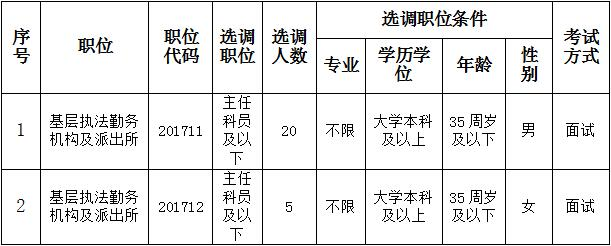 序号 职位 职位代码 选调职位 选调人数 选调职位条件 考试方式
专业 学历学位 年龄 性别
1 基层执法勤务机构及派出所 201711 主任科员及以下 20 不限 大学本科及以上 35周岁及以下 男 面试
2 基层执法勤务机构及派出所 201712 主任科员及以下 5 不限 大学本科及以上 35周岁及以下 女 面试